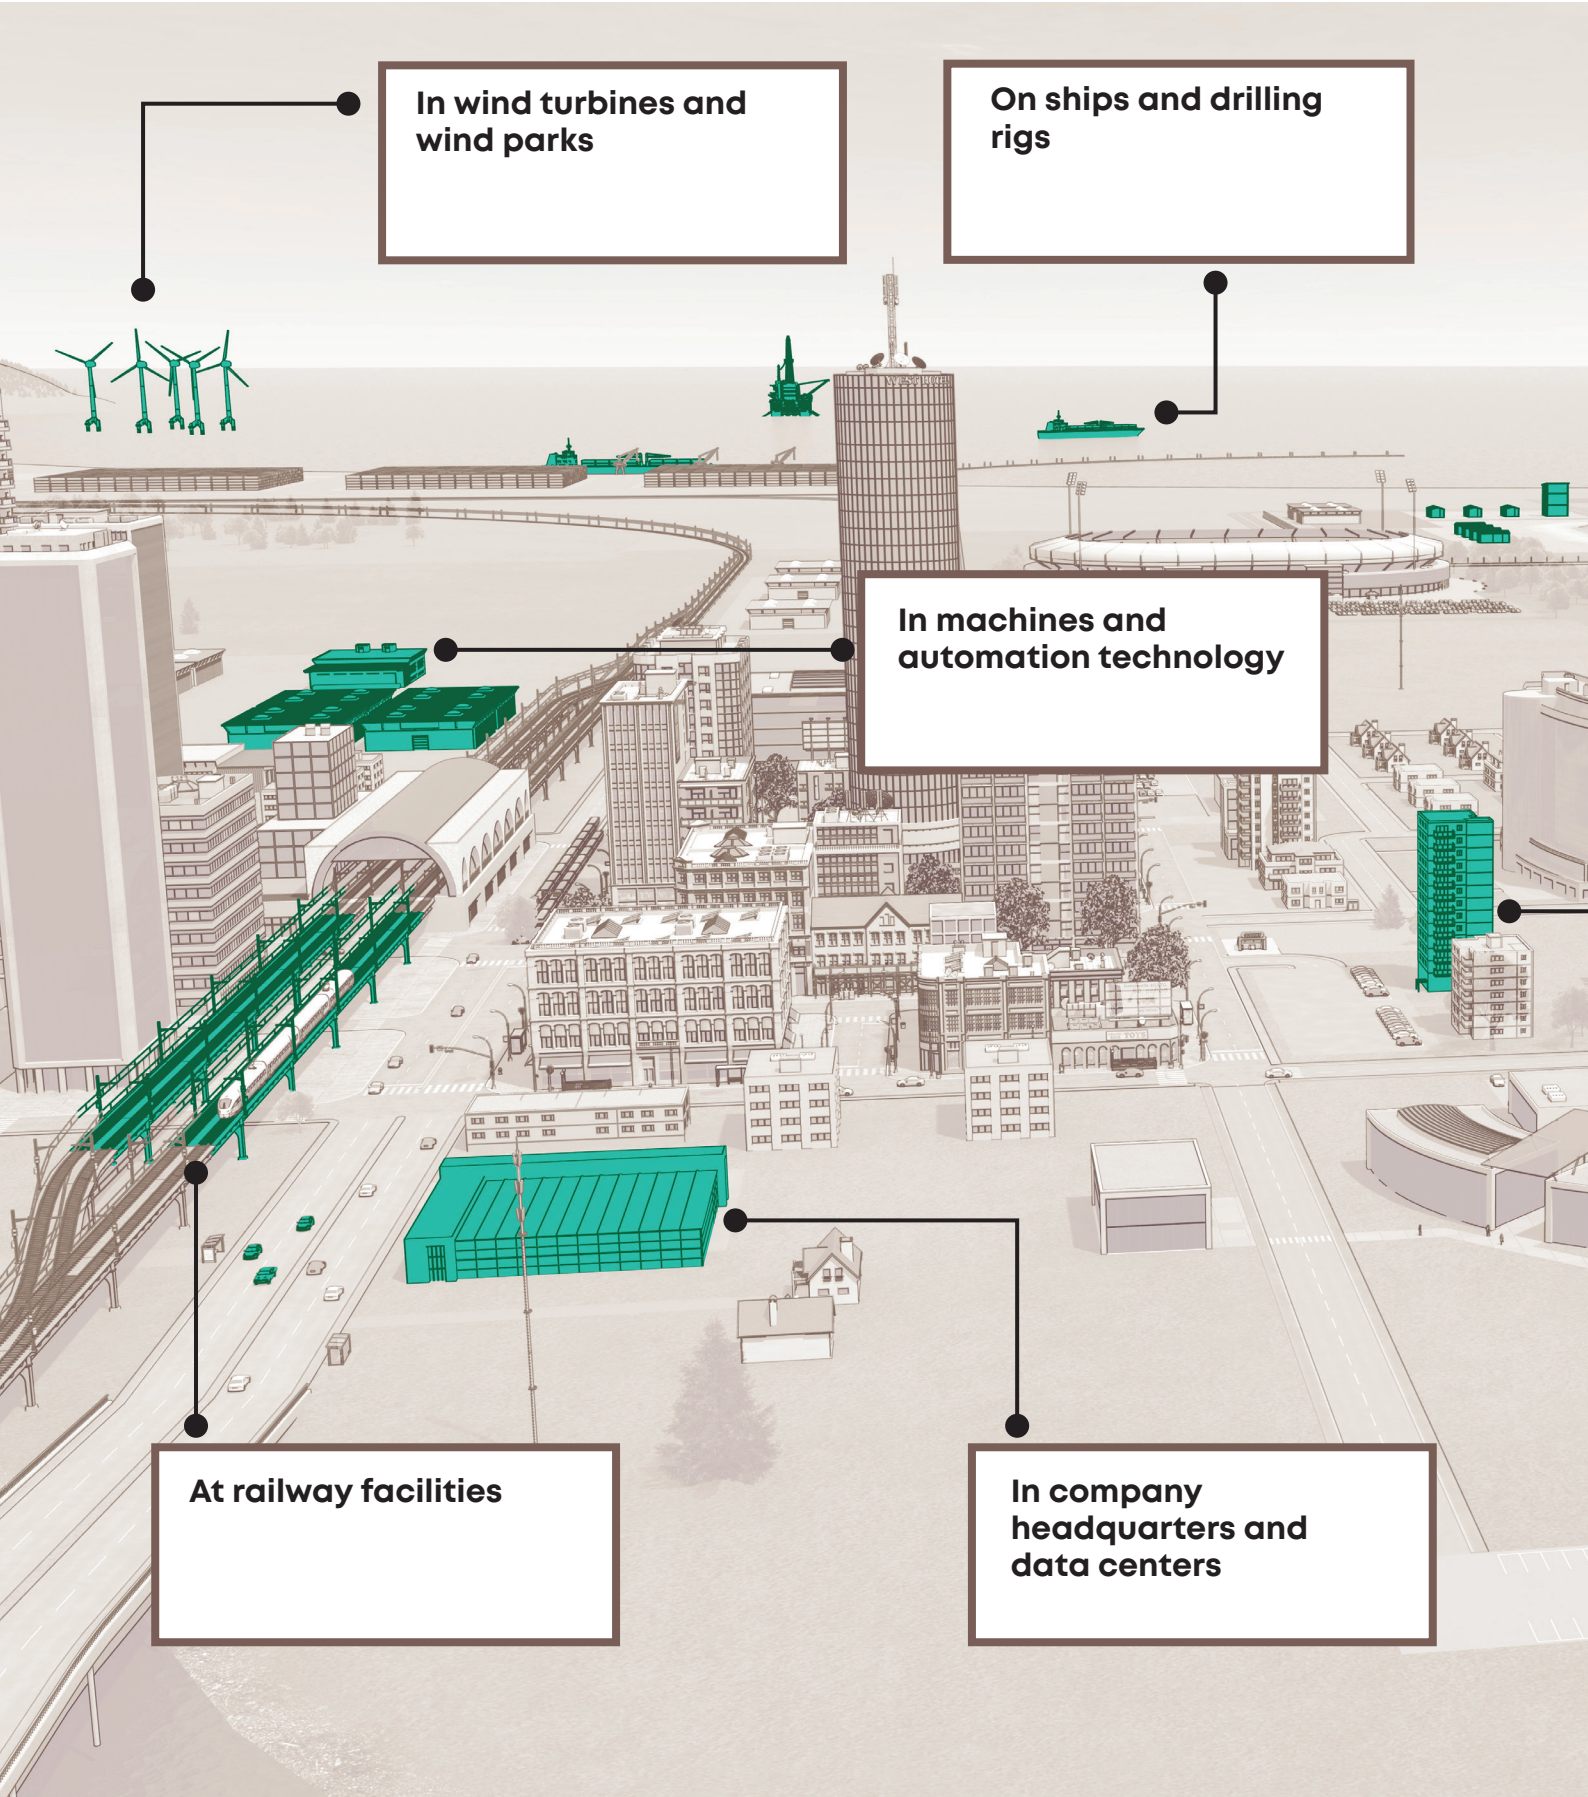 In wind turbines and
wind parks
On ships and drilling
rigs
In machines and
automation technology
At railway facilities
In company
headquarters and
data centers